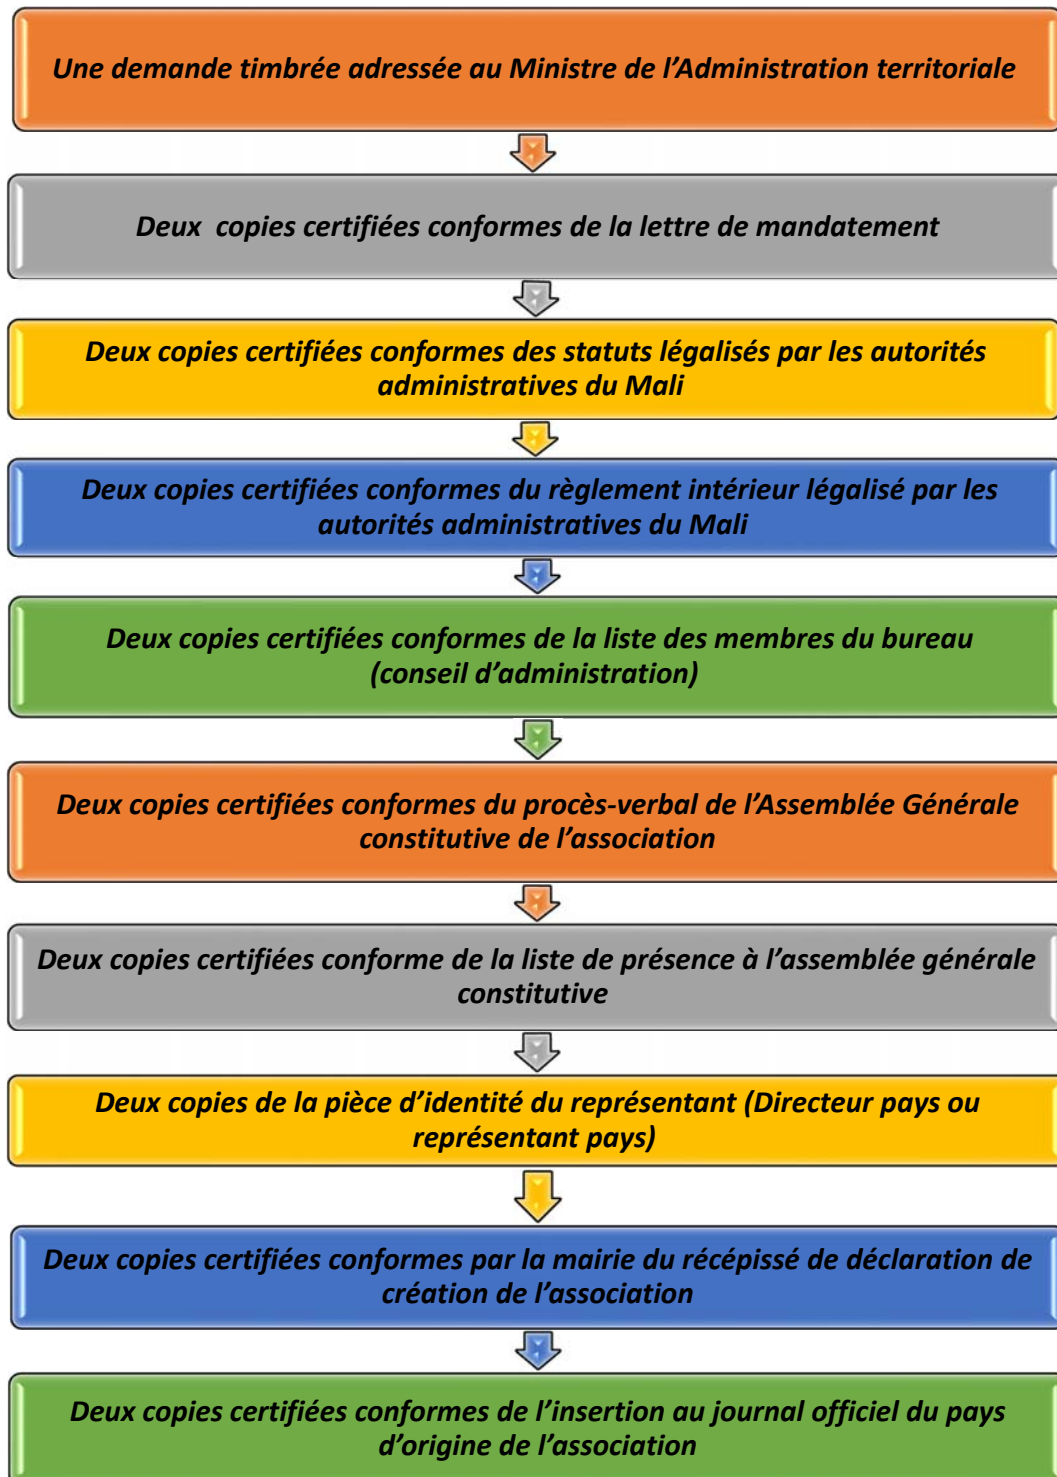 Une demande timbrée adressée au Ministre de l'Administration territoriale
Deux copies certifiées conformes de la lettre de mandatement
Deux copies certifiées conformes des statuts légalisés par les autorités
administratives du Mali
Deux copies certifiées conformes du règlement intérieur légalisé par les
autorités administratives du Mali
Deux copies certifiées conformes de la liste des membres du bureau
(conseil d'administration)
Deux copies certifiées conformes du procès-verbal de l'Assemblée Générale
constitutive de l'association
Deux copies certifiées conforme de la liste de présence à l'assemblée générale
constitutive
Deux copies de la pièce d'identité du représentant (Directeur pays ou
représentant pays)
Deux copies certifiées conformes par la mairie du récépissé de déclaration de
création de l'association
Deux copies certifiées conformes de l'insertion au journal officiel du pays
d'origine de l'association